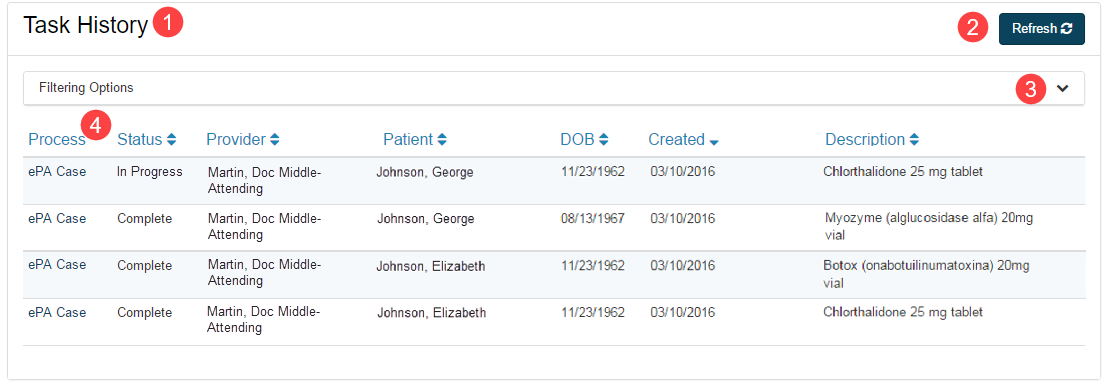 Task History 1
2 Refresh
Filtering Options 3
4
Process Status Provider Patient DOB Created Description
ePA Case In Progress Martin, Doc Middle- Johnson, George 11/23/1962 03/10/2016 Chlorthalidone 25 mg tablet
Attending
ePA Case Complete Martin, Doc Middle- Johnson, George 08/13/1967 03/10/2016 Myozyme (alglucosidase alfa) 20mg
Attending vial
ePA Case Complete Martin, Doc Middle- Johnson, Elizabeth 11/23/1962 03/10/2016 Botox (onabotuilinumatoxina) 20mg
Attending vial
ePA Case Complete Martin, Doc Middle- Johnson, Elizabeth 11/23/1962 03/10/2016 Chlorthalidone 25 mg tablet
Attending